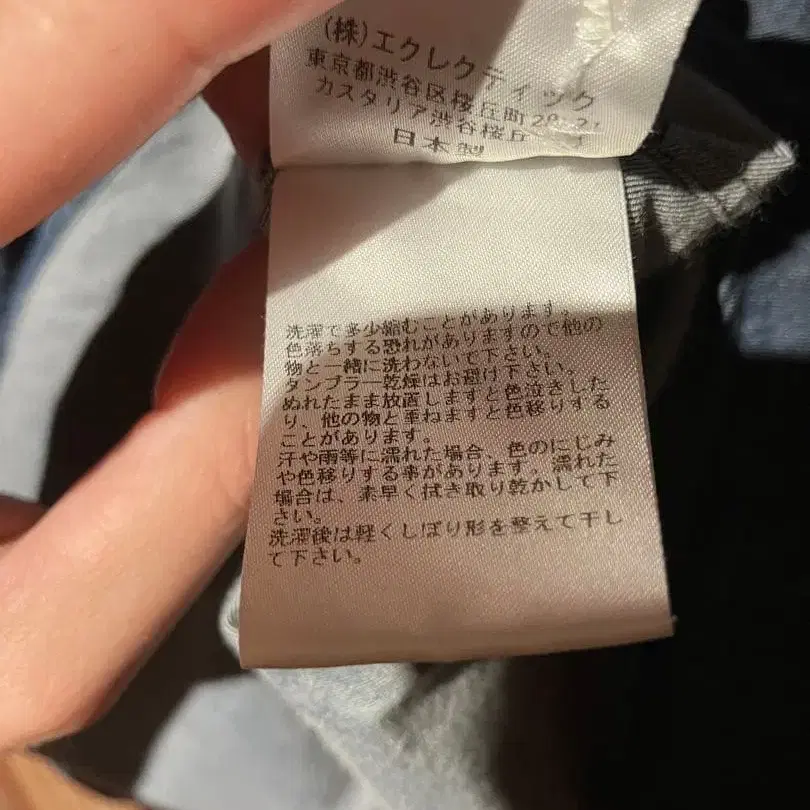 (株)エクレクティック
東京都渋谷区桜丘町29-21
カスタリア渋谷桜丘
日本製
洗濯で多少縮むことがあります。
色落ちする恐れがありますので他の
物と一緒に洗わないで下さい。
タンブラー乾燥はお避け下さい。
ぬれたまま放置しますと色泣きした
り、他の物と重ねますと色移りする
ことがあります。
汗や雨等に濡れた場合、色のにじみ
や色移りする事があります。濡れた
場合は、素早く拭き取り乾かして下
さい。
洗濯後は軽くしぼり形を整えて干し
て下さい。